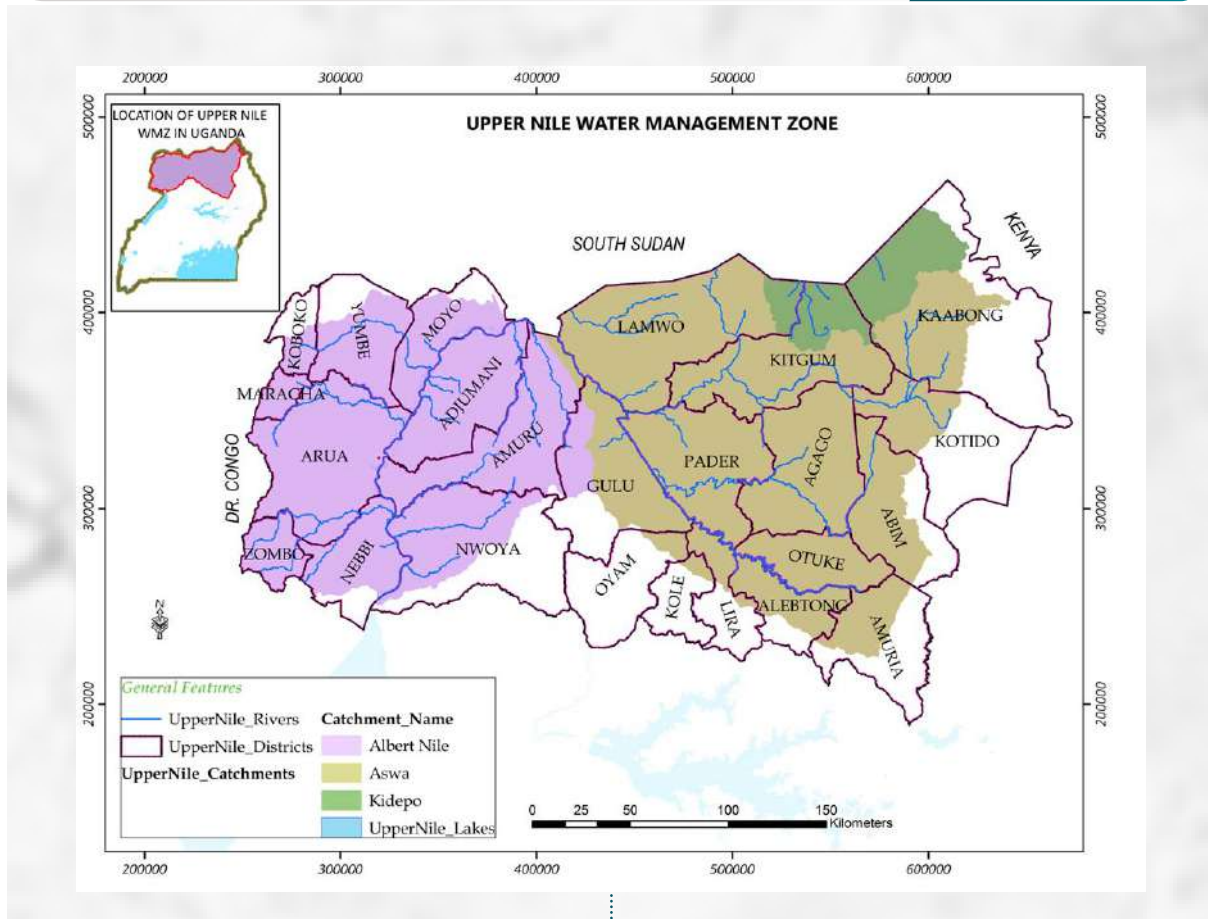 200000 300000 400000 500000 600000
LOCATION OF UPPER NILE
WMZ IN UGANDA
UPPER NILE WATER MANAGEMENT ZONE
500000
500000
SOUTH SUDAN
KENYA
400000
400000
KOBOKO
YUMBE
MOYO
LAMWO
KAABONG
KITGUM
MARACHA
ADJUMANI
AMURU
ARUA
DR. CONGO
GULU
PADER
AGAGO
KOTIDO
300000
300000
ZOMBO
NEBBI
NWOYA
OYAM
KOLE
LIRA
OTUKE
ABIM
ALEBTONG
AMURIA
N
200000
200000
General Features
UpperNile_Rivers
UpperNile_Districts
UpperNile_Catchments
Catchment_Name
Albert Nile
Aswa
Kidepo
UpperNile_Lakes
0 25 50 100 150
Kilometers
200000 300000 400000 500000 600000